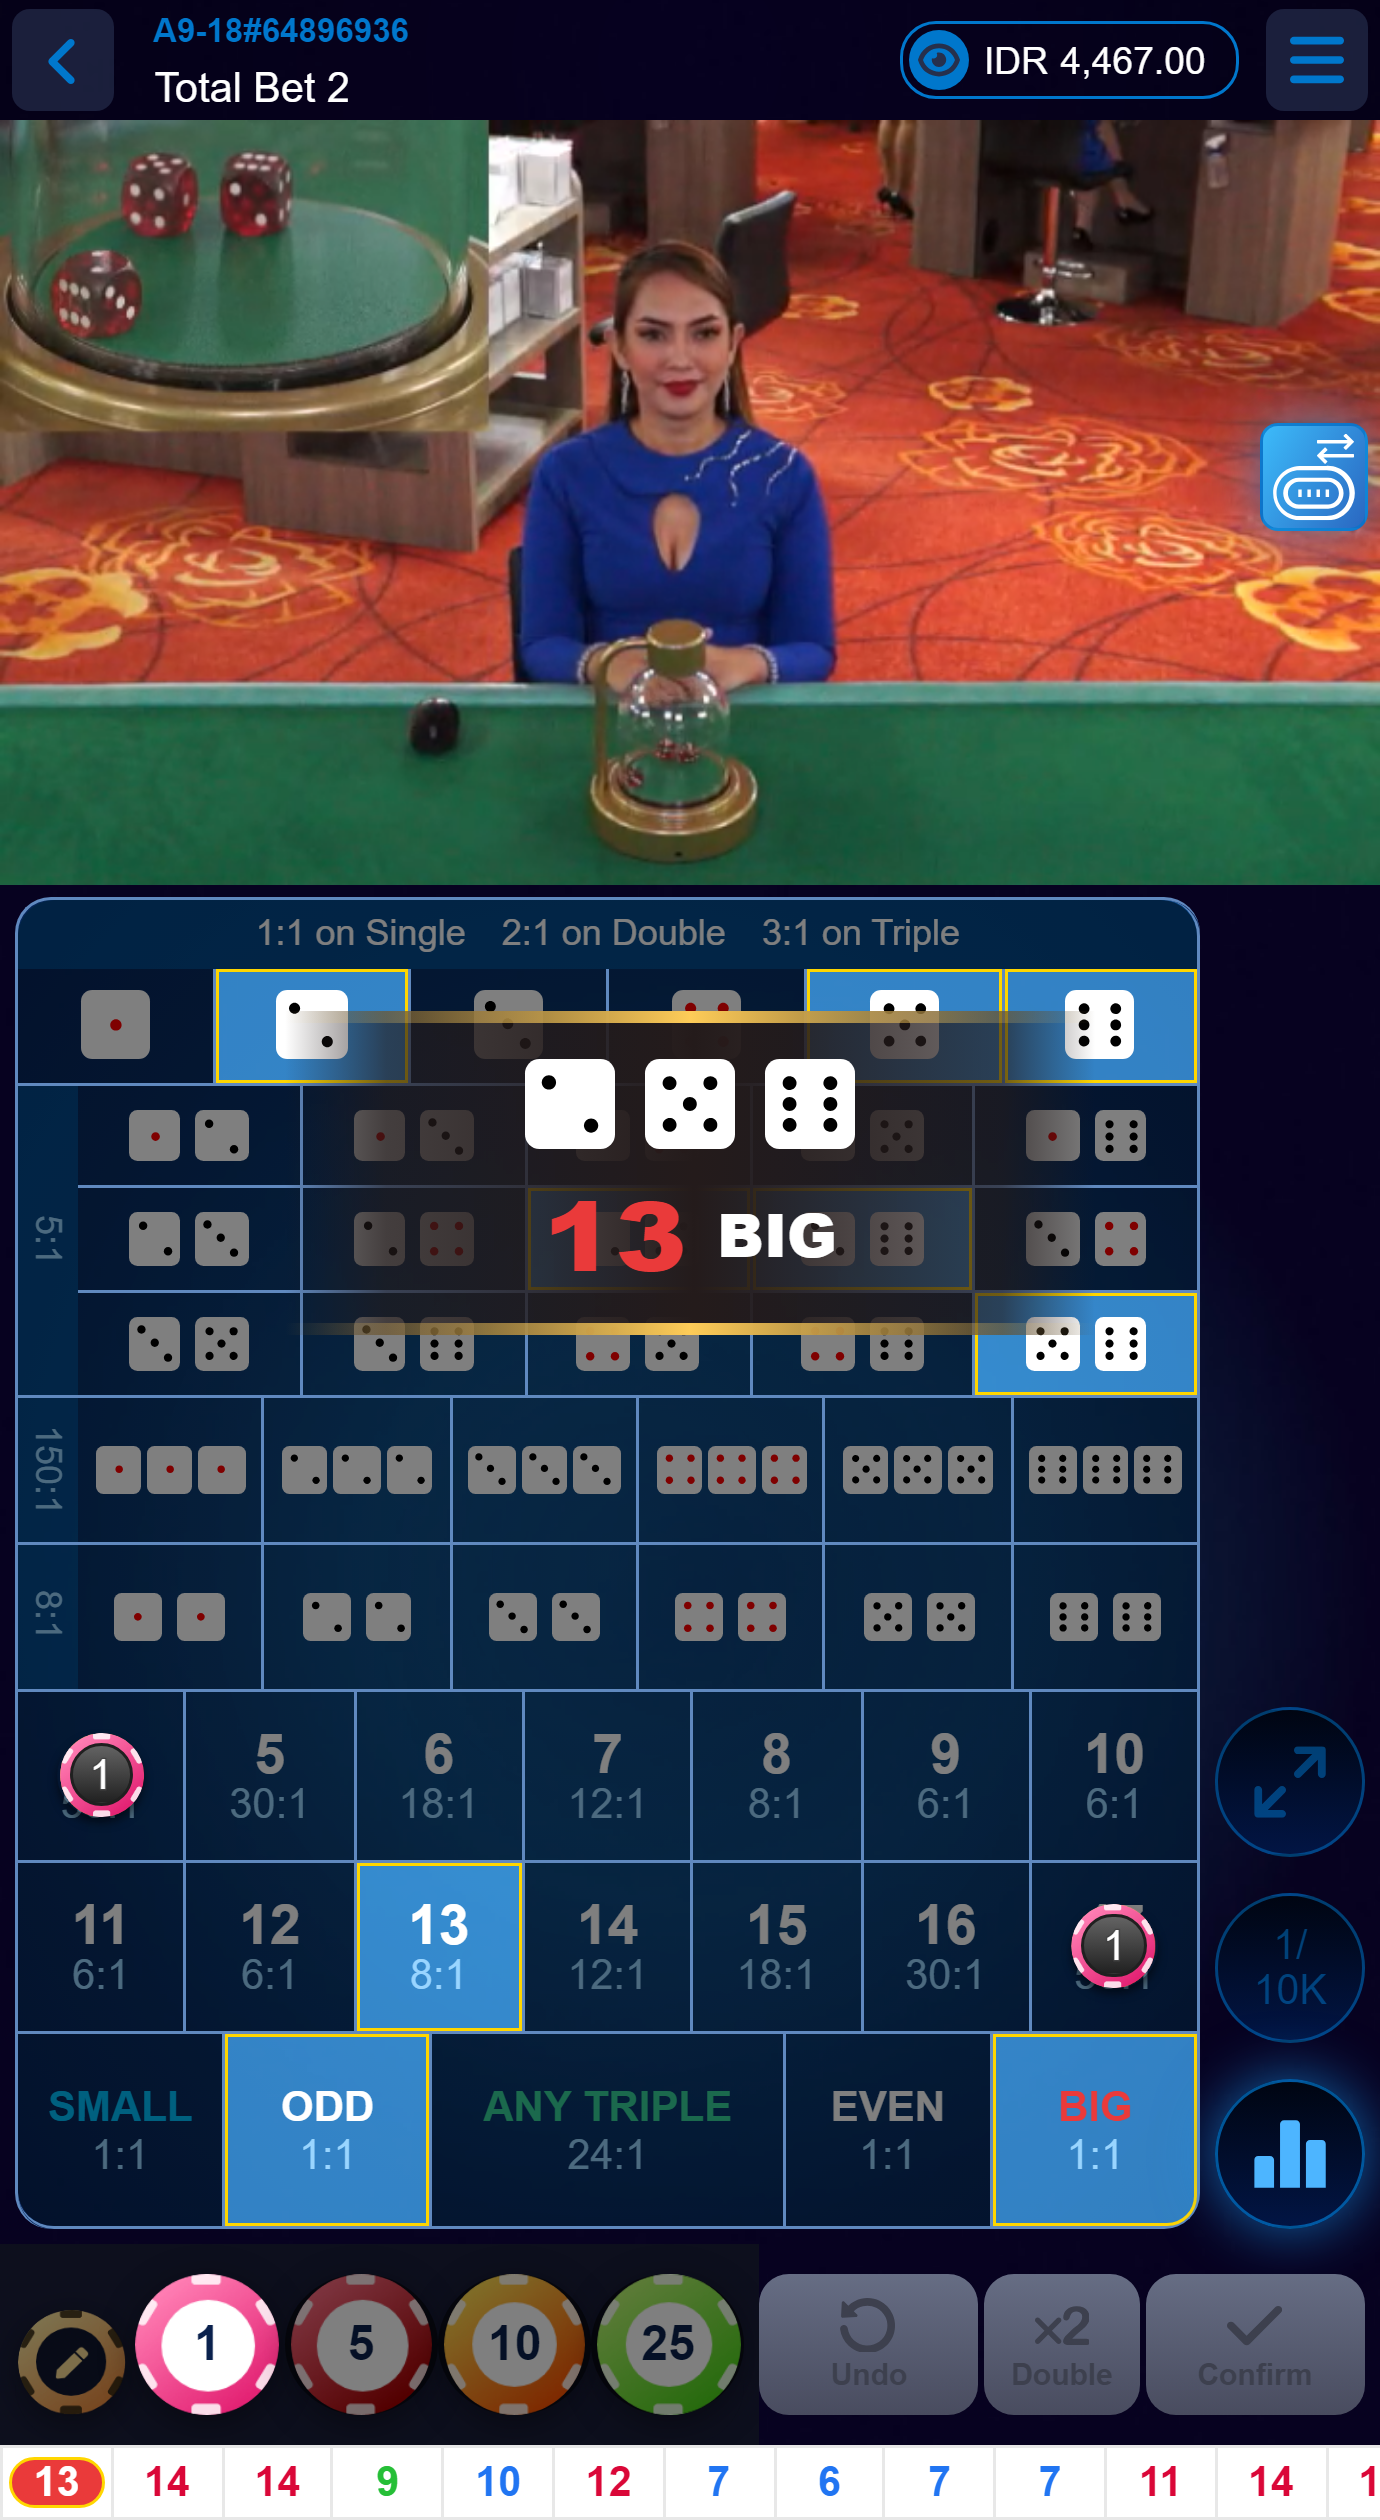 A9-18#64896936
Total Bet 2
IDR 4,467.00
1:1 on Single 2:1 on Double 3:1 on Triple
13 BIG
5:1
150:1
8:1
1
5 6 7 8 9 10
30:1 18:1 12:1 8:1 6:1 6:1
11 12 13 14 15 16
1
6:1 6:1 8:1 12:1 18:1 30:1
SMALL ODD ANY TRIPLE EVEN BIG
1:1 1:1 24:1 1:1 1:1
1/
10K
1 5 10 25
x2
Undo Double Confirm
13 14 14 9 10 12 7 6 7 7 11 14